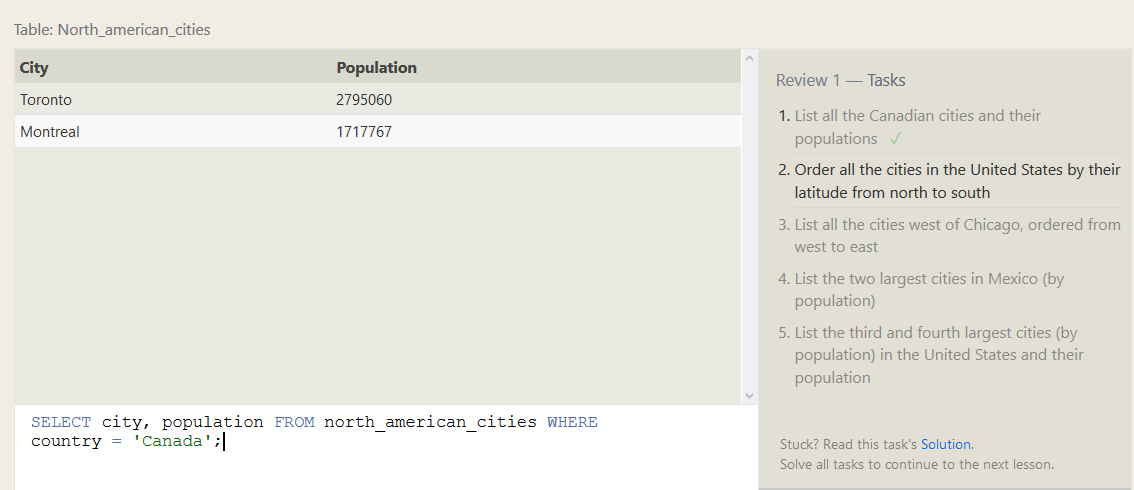 Table: North_american_cities
City Population
Toronto 2795060
Montreal 1717767
SELECT city, population FROM north_american_cities WHERE
country = 'Canada';
Review 1 — Tasks
1. List all the Canadian cities and their
populations ✓
2. Order all the cities in the United States by their
latitude from north to south
3. List all the cities west of Chicago, ordered from
west to east
4. List the two largest cities in Mexico (by
population)
5. List the third and fourth largest cities (by
population) in the United States and their
population
Stuck? Read this task's Solution.
Solve all tasks to continue to the next lesson.